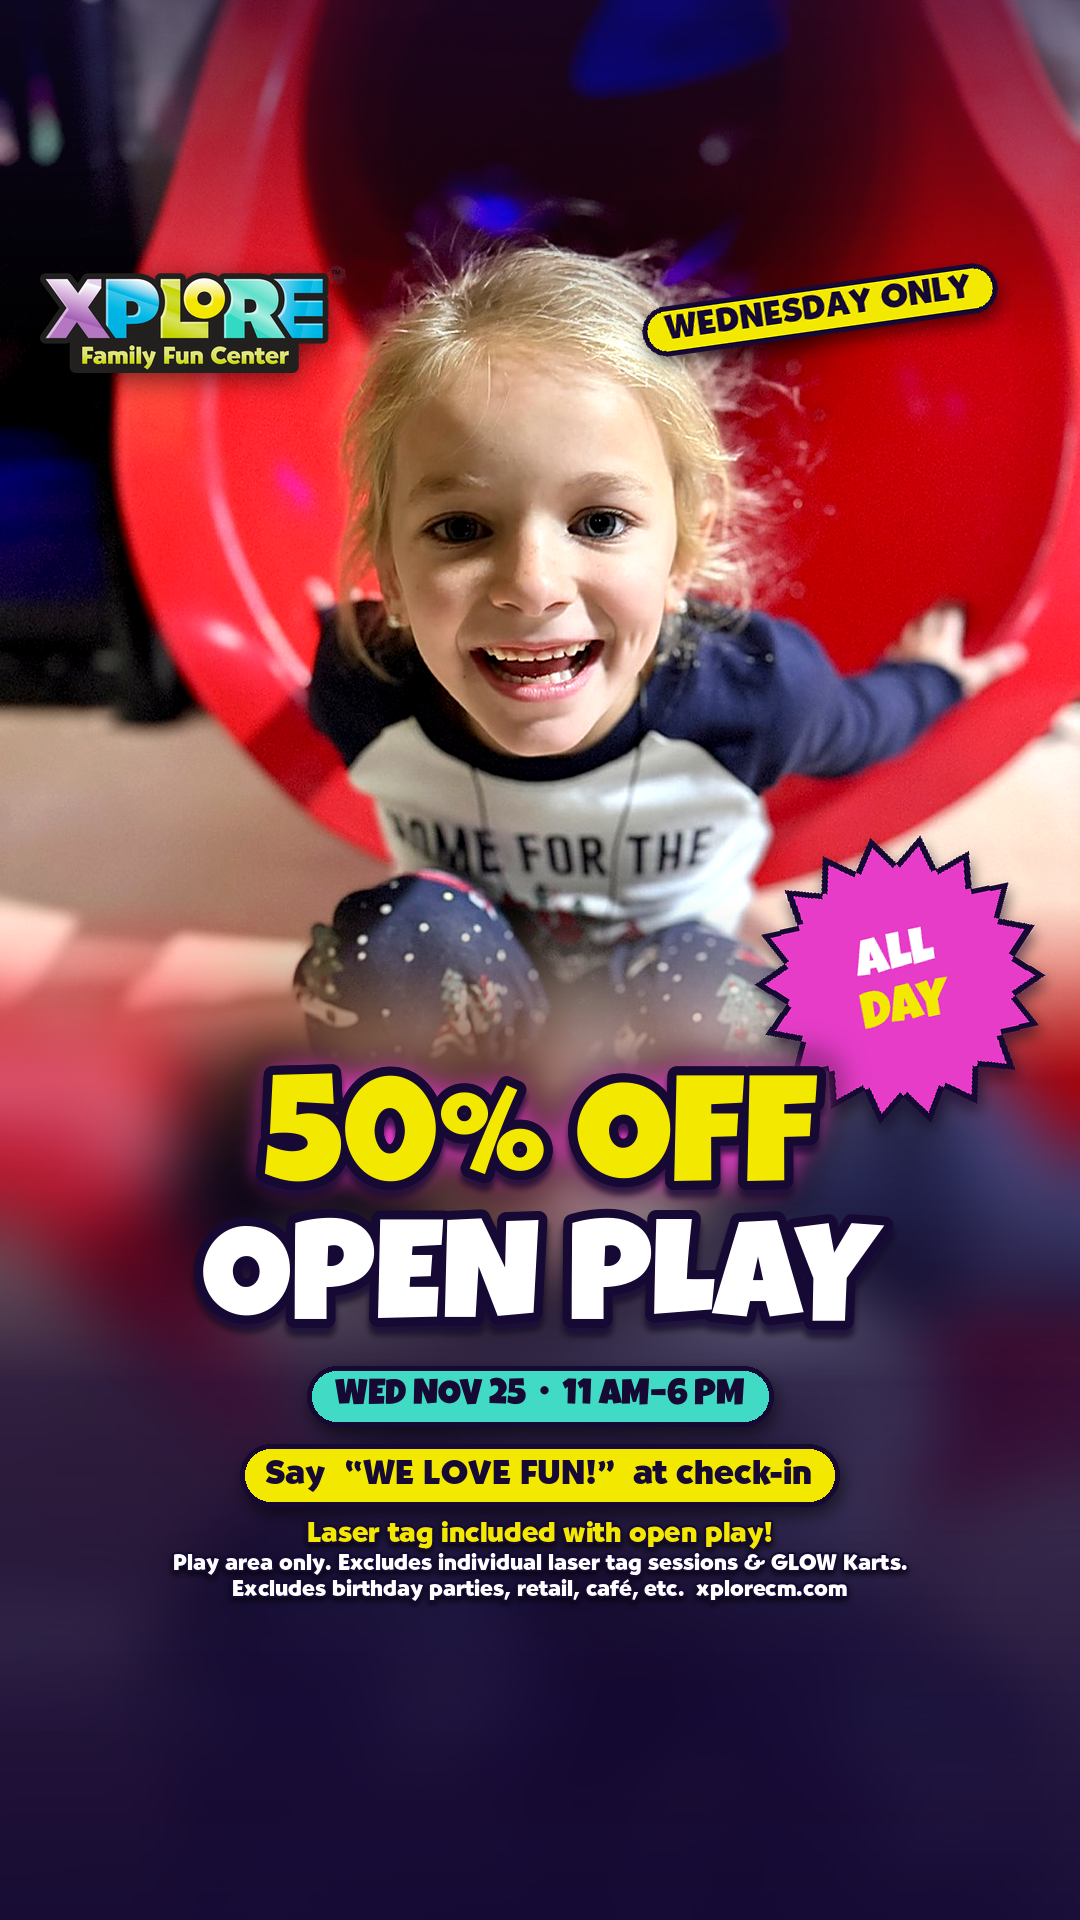 XPLORE™
Family Fun Center
WEDNESDAY ONLY
OME FOR THE
ALL
DAY
50% OFF
OPEN PLAY
WED NOV 25 · 11 AM–6 PM
Say “WE LOVE FUN!” at check-in
Laser tag included with open play!
Play area only. Excludes individual laser tag sessions & GLOW Karts.
Excludes birthday parties, retail, café, etc. xplorecm.com